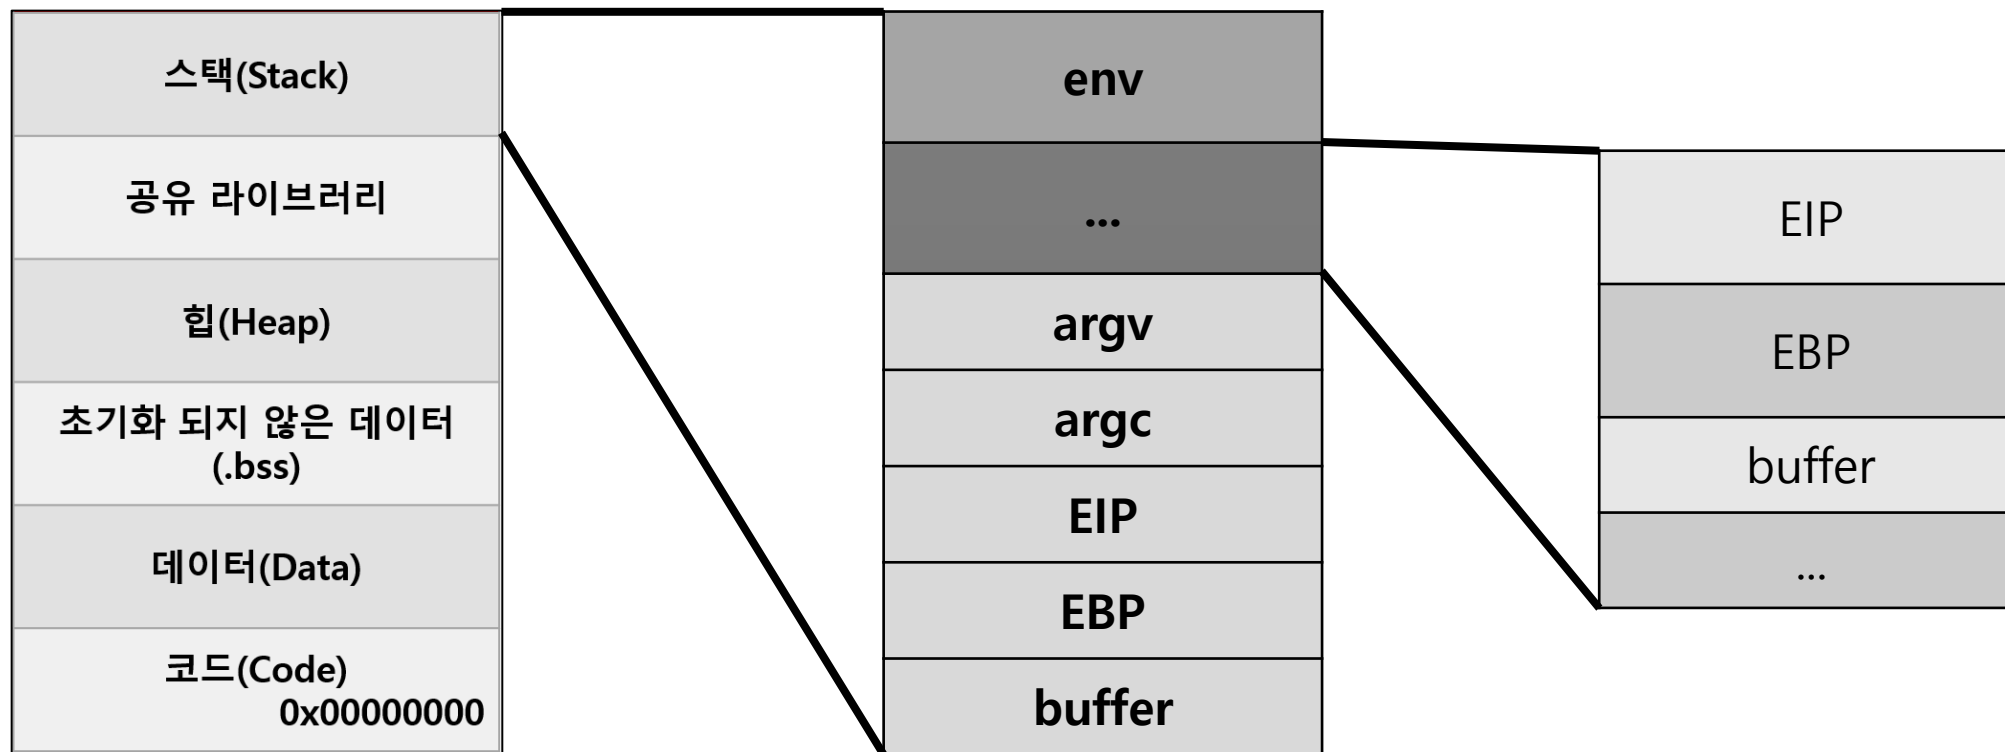 스택(Stack)
공유 라이브러리
힙(Heap)
초기화 되지 않은 데이터
(.bss)
데이터(Data)
코드(Code)
0x00000000
env
...
argv
argc
EIP
EBP
buffer
EIP
EBP
buffer
...